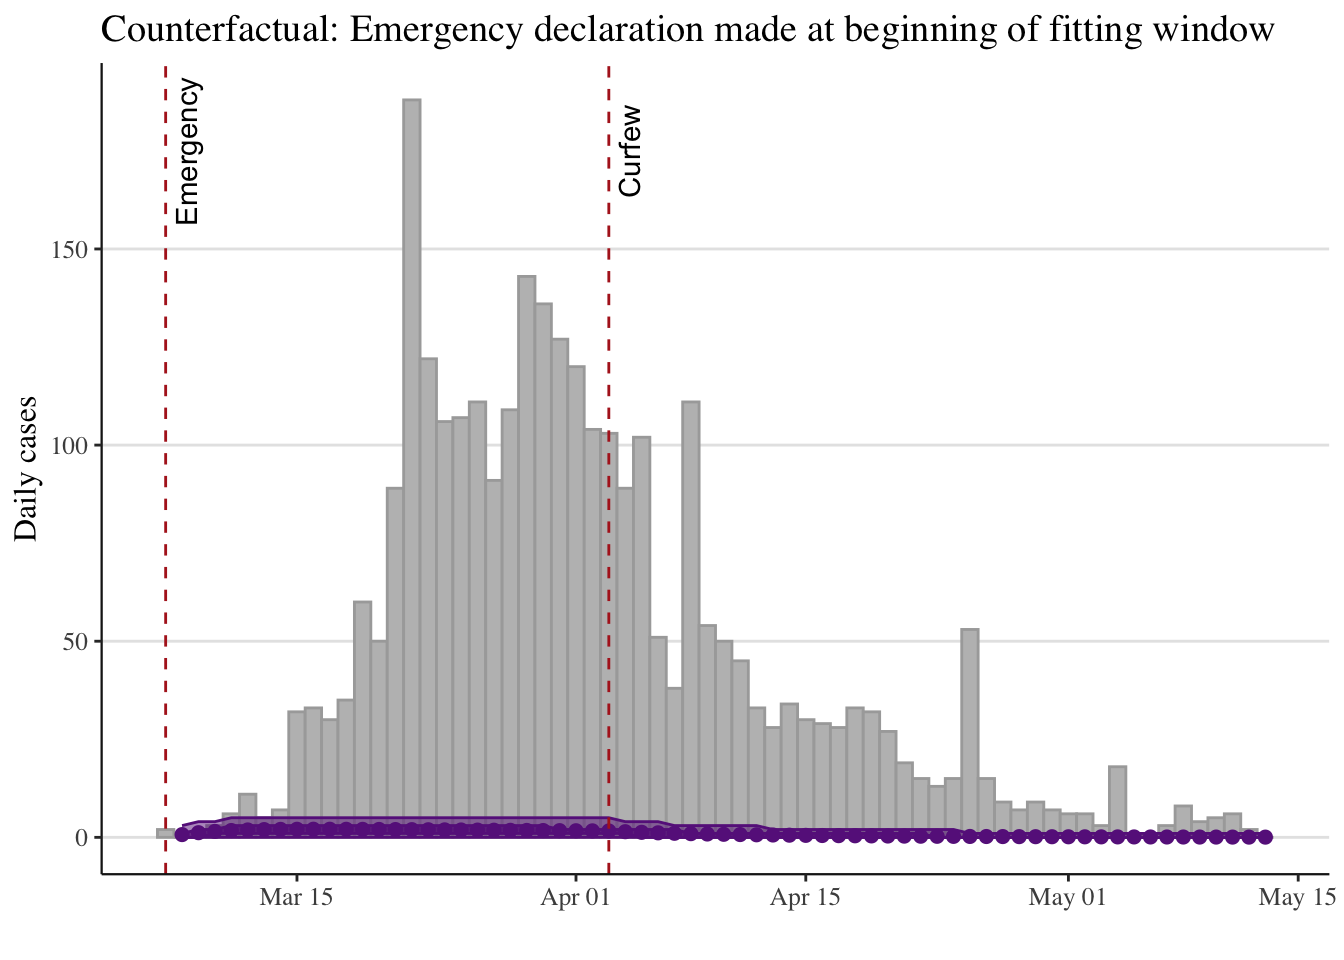 Counterfactual: Emergency declaration made at beginning of fitting window
Emergency
Curfew
Daily cases
150
100
50
0
Mar 15
Apr 01
Apr 15
May 01
May 15